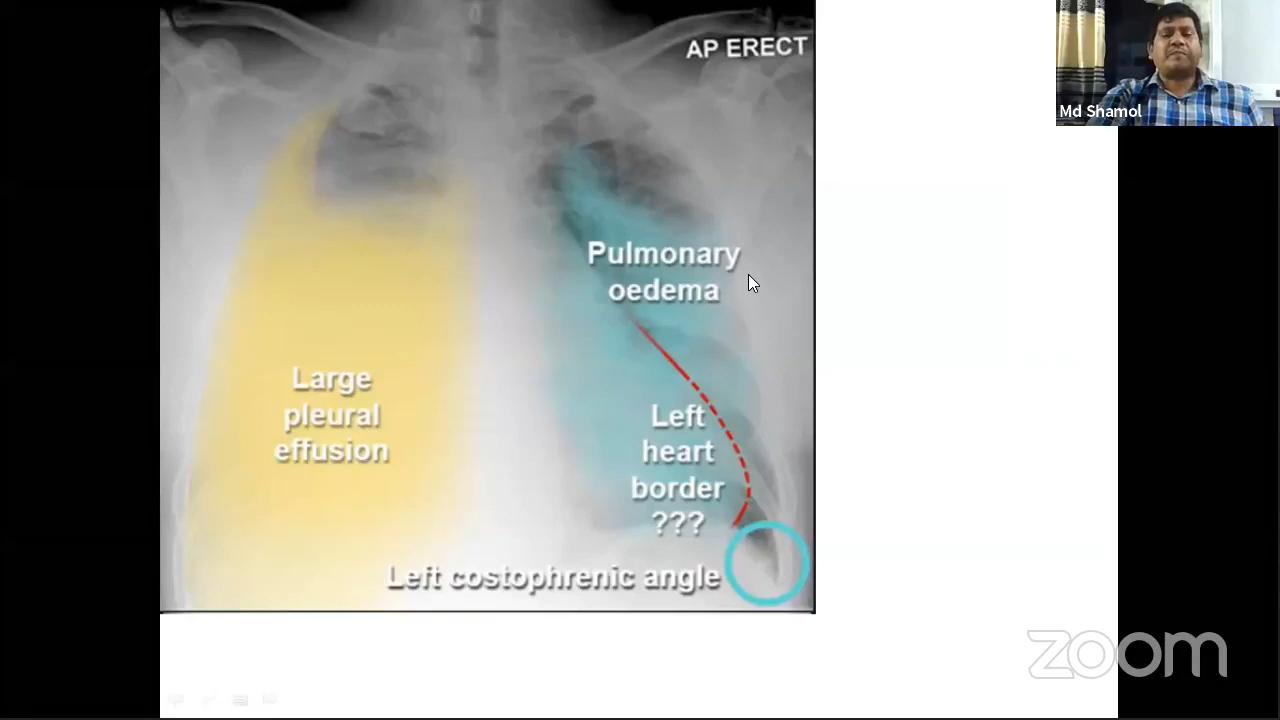 AP ERECT
Md Shamol
Pulmonary
oedema
Large
pleural
effusion
Left
heart
border
???
Left costophrenic angle
zoom